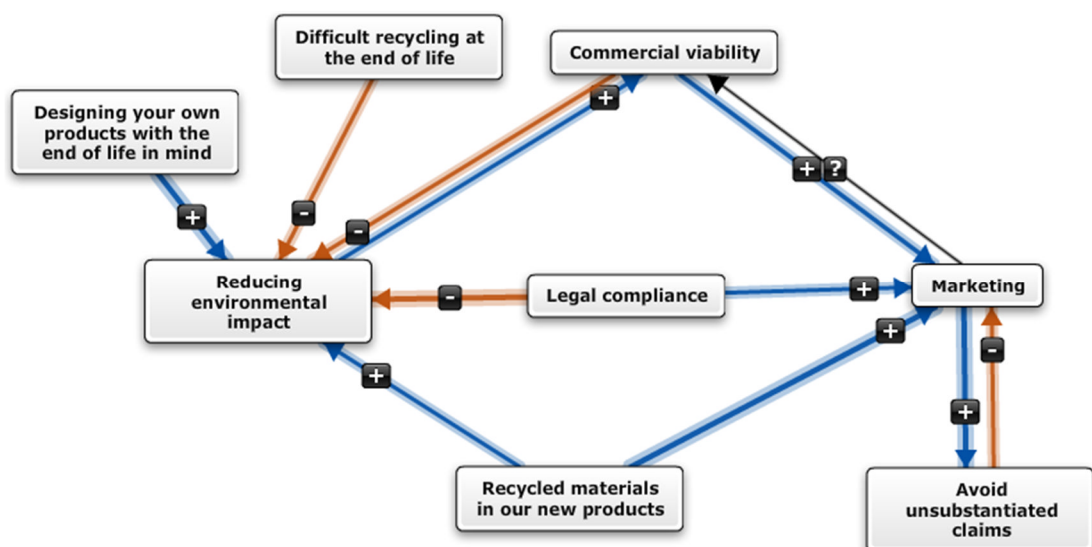 Difficult recycling at
the end of life
Commercial viability
Designing your own
products with the
end of life in mind
+
+
-
-
+
?
Reducing
environmental
impact
-
Legal compliance
+
Marketing
+
+
-
+
Recycled materials
in our new products
Avoid
unsubstantiated
claims